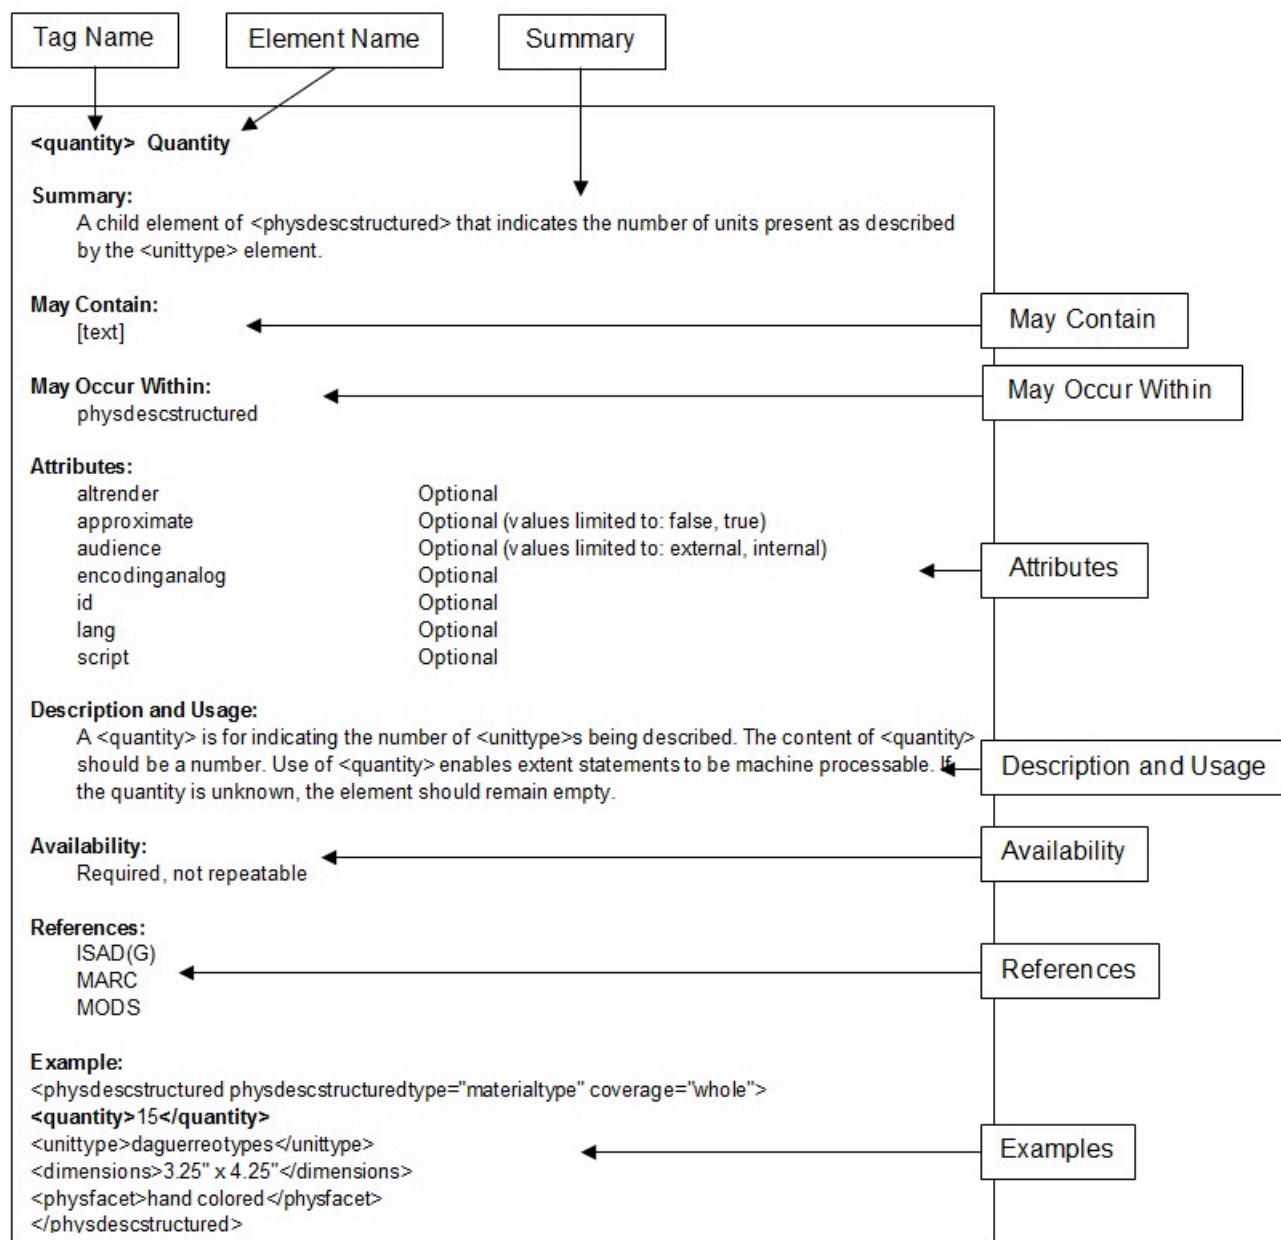 Tag Name
Element Name
Summary
<quantity> Quantity
Summary:
A child element of <physdescstructured> that indicates the number of units present as described
by the <unittype> element.
May Contain:
[text]
May Contain
May Occur Within:
physdescstructured
May Occur Within
Attributes:
altrender Optional
approximate Optional (values limited to: false, true)
audience Optional (values limited to: external, internal)
encodinganalog Optional
id Optional
lang Optional
script Optional
Attributes
Description and Usage:
A <quantity> is for indicating the number of <unittype>s being described. The content of <quantity>
should be a number. Use of <quantity> enables extent statements to be machine processable. If
the quantity is unknown, the element should remain empty.
Description and Usage
Availability:
Required, not repeatable
Availability
References:
ISAD(G)
MARC
MODS
References
Example:
<physdescstructured physdescstructuredtype="materialtype" coverage="whole">
<quantity>15</quantity>
<unittype>daguerreotypes</unittype>
<dimensions>3.25" x 4.25"</dimensions>
<physfacet>hand colored</physfacet>
</physdescstructured>
Examples